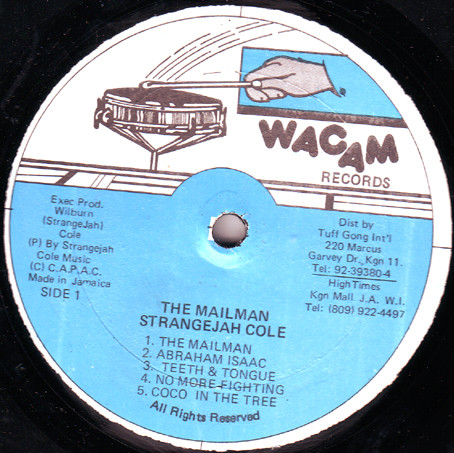 WACAM
RECORDS
Exec Prod.
Wilburn
(StrangeJah)
Cole
(P) By Strangejah
Cole Music
(C) C.A.P.A.C.
Made in Jamaica
SIDE 1
Dist by
Tuff Gong Int'l
220 Marcus
Garvey Dr. Kgn 11.
Tel: 92-39380-4
High Times
Kgn Mall J.A. W.I.
Tel: (809) 922-4497
THE MAILMAN
STRANGEJAH COLE
1. THE MAILMAN
2. ABRAHAM ISAAC
3. TEETH & TONGUE
4. NO MORE FIGHTING
5. COCO IN THE TREE
All Rights Reserved